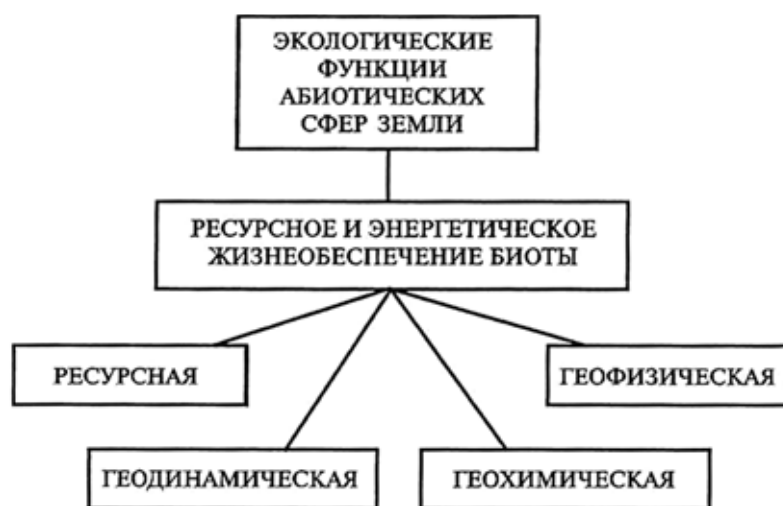 ЭКОЛОГИЧЕСКИЕ
ФУНКЦИИ
АБИОТИЧЕСКИХ
СФЕР ЗЕМЛИ
РЕСУРСНОЕ И ЭНЕРГЕТИЧЕСКОЕ
ЖИЗНЕОБЕСПЕЧЕНИЕ БИОТЫ
РЕСУРСНАЯ
ГЕОФИЗИЧЕСКАЯ
ГЕОДИНАМИЧЕСКАЯ
ГЕОХИМИЧЕСКАЯ